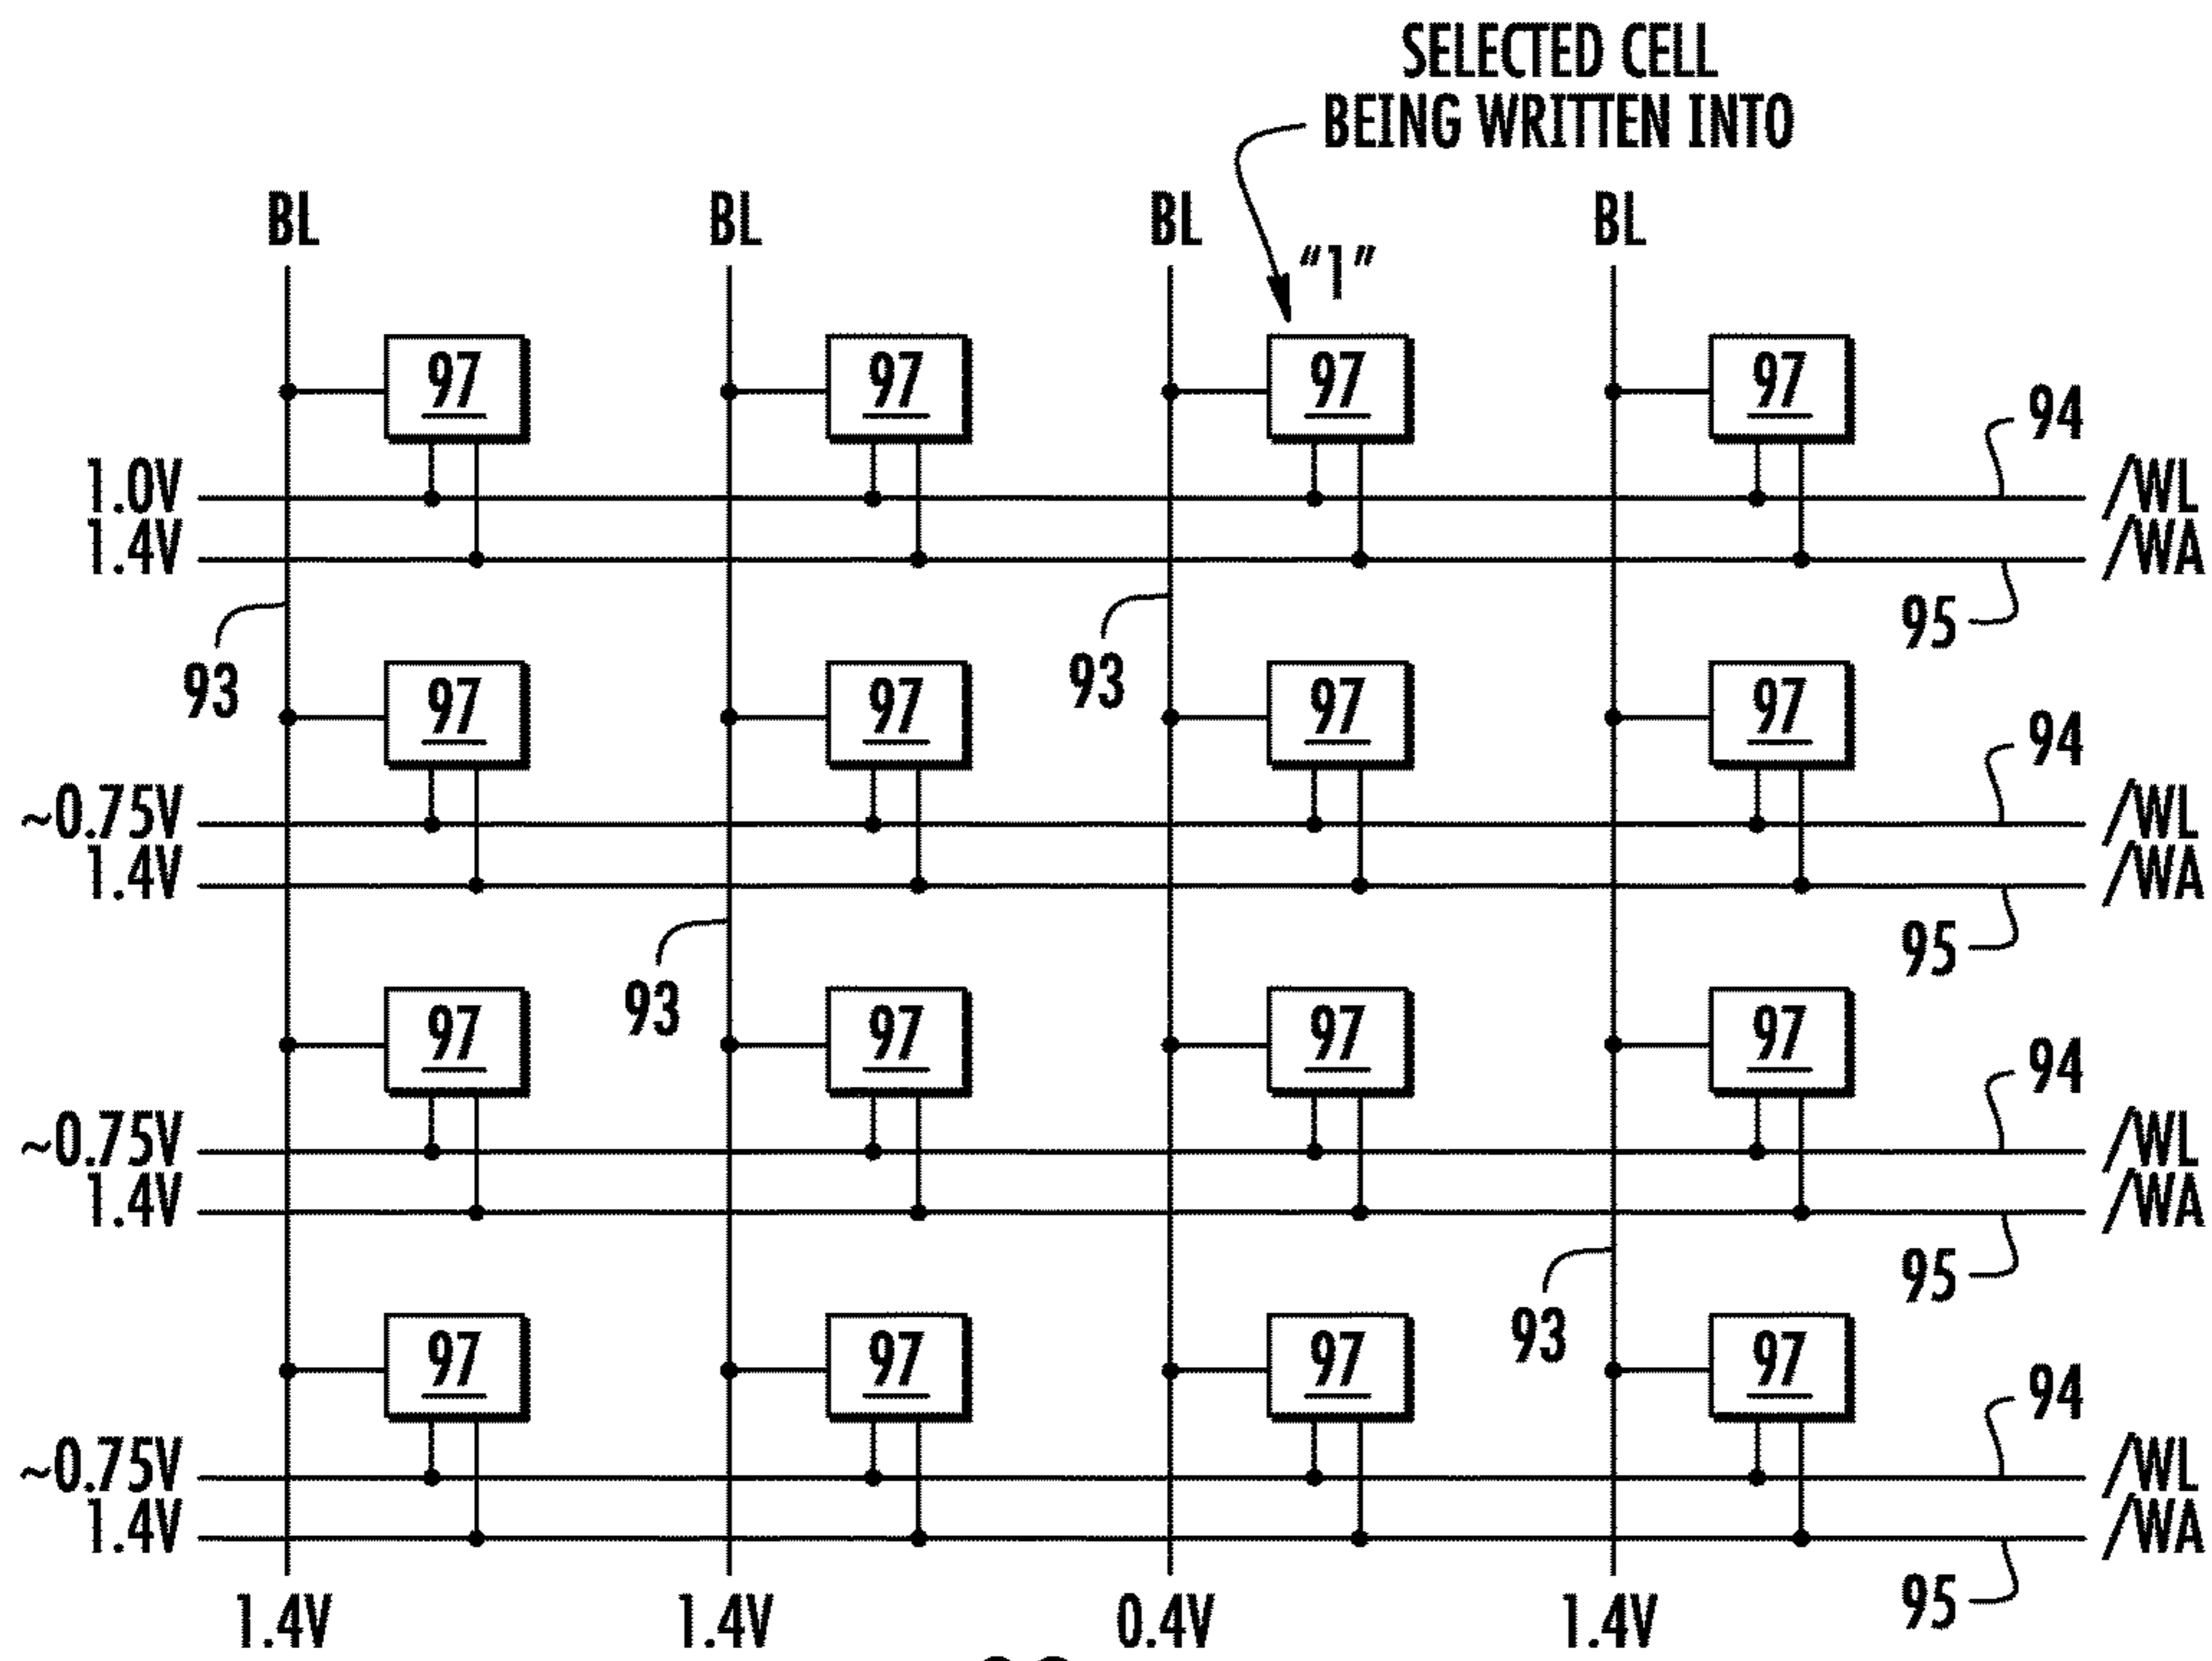 SELECTED CELL
BEING WRITTEN INTO
BL BL BL "1" BL
97 97 97 97
94
1.0V /WL
1.4V /WA
95
93 93
97 97 97 97
94
~0.75V /WL
1.4V /WA
95
93
97 97 97 97
94
~0.75V /WL
1.4V /WA
95
93
97 97 97 97
94
~0.75V /WL
1.4V /WA
95
1.4V 1.4V 0.4V 1.4V